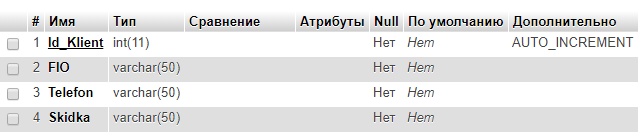 # Имя Тип Сравнение Атрибуты Null По умолчанию Дополнительно
1 Id_Klient int(11) Нет Нет AUTO_INCREMENT
2 FIO varchar(50) Нет Нет
3 Telefon varchar(50) Нет Нет
4 Skidka varchar(50) Нет Нет